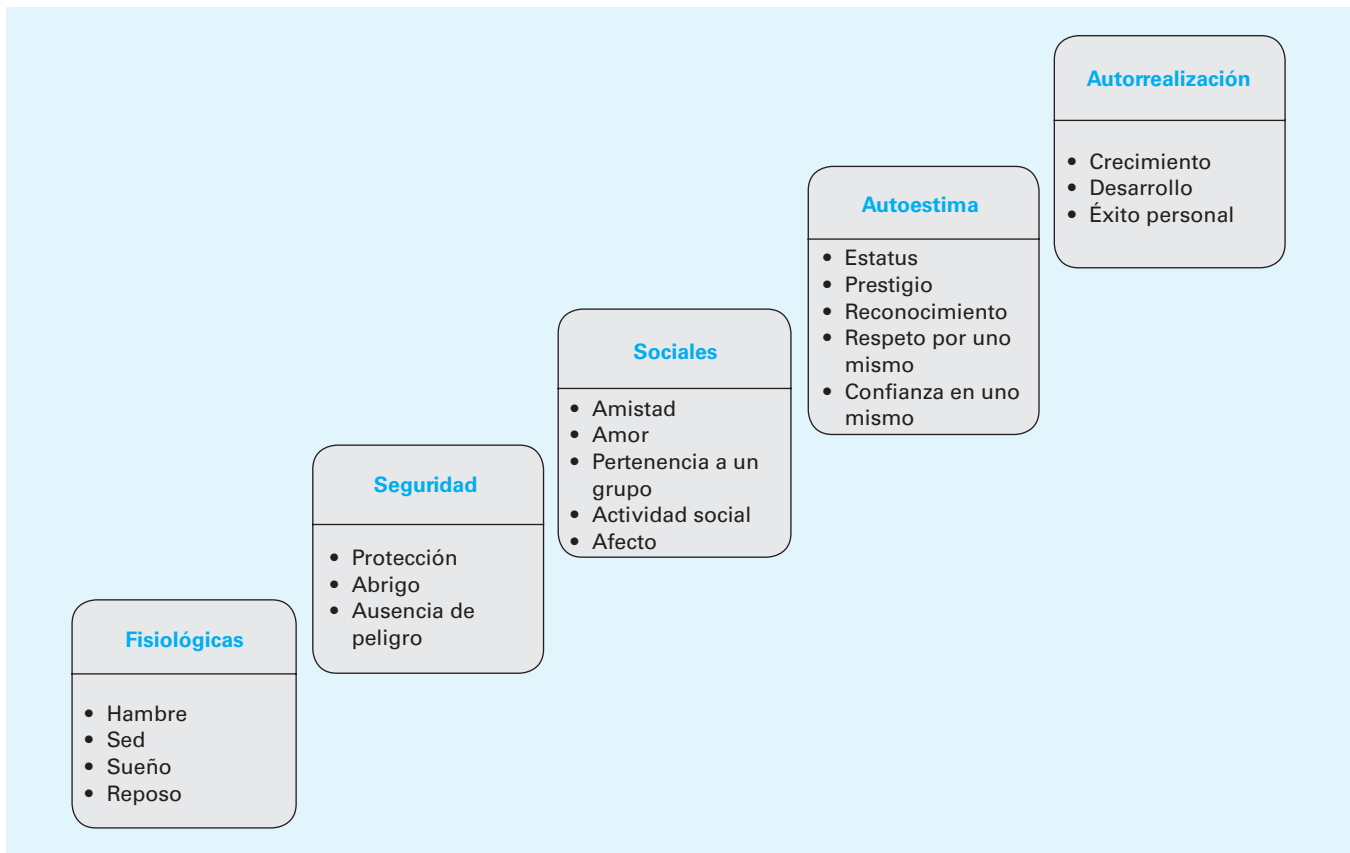 Autorrealización
• Crecimiento
• Desarrollo
• Éxito personal
Autoestima
• Estatus
• Prestigio
• Reconocimiento
• Respeto por uno
mismo
• Confianza en uno
mismo
Sociales
• Amistad
• Amor
• Pertenencia a un
grupo
• Actividad social
• Afecto
Seguridad
• Protección
• Abrigo
• Ausencia de
peligro
Fisiológicas
• Hambre
• Sed
• Sueño
• Reposo